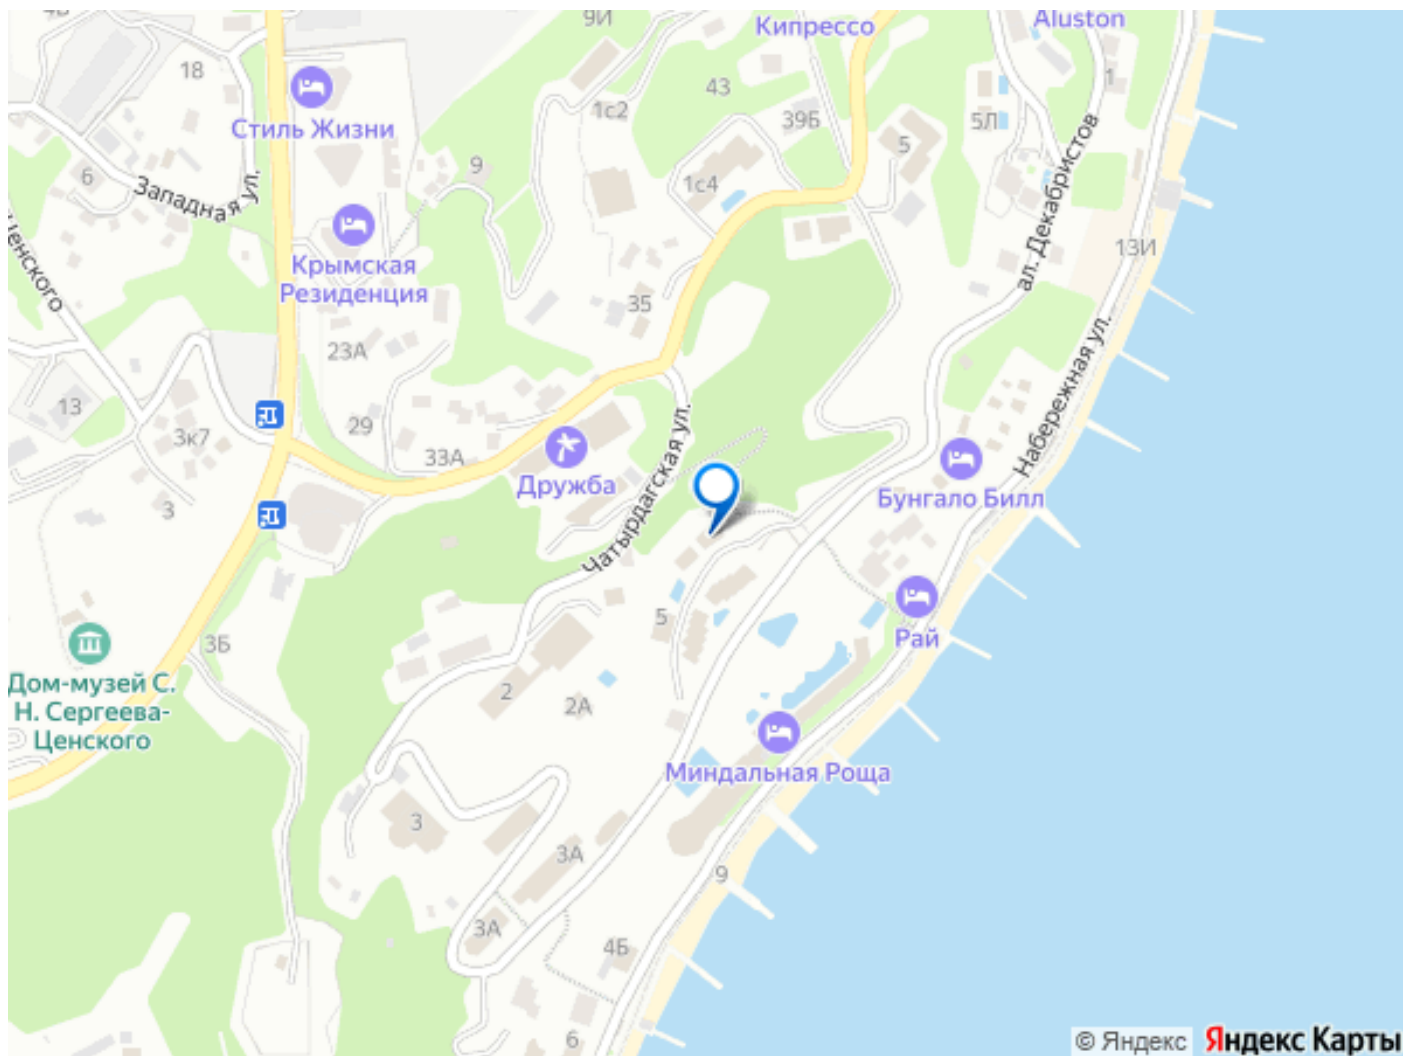 9И
Кипрессо
Aluston
4В
18
1с2
43
39Б
5Л
1
Стиль Жизни
5
9
6
1с4
Западная ул.
ал. Декабристов
Ценского
13И
Крымская
Резиденция
35
23А
Набережная ул.
13
3к7
29
33А
Дружба
Чатырдагская ул.
Бунгало Билл
3
5
Рай
3Б
Дом-музей С.
Н. Сергеева-
Ценского
2
2А
Миндальная Роща
3
3А
9
3А
4Б
6
© Яндекс Яндекс Карты